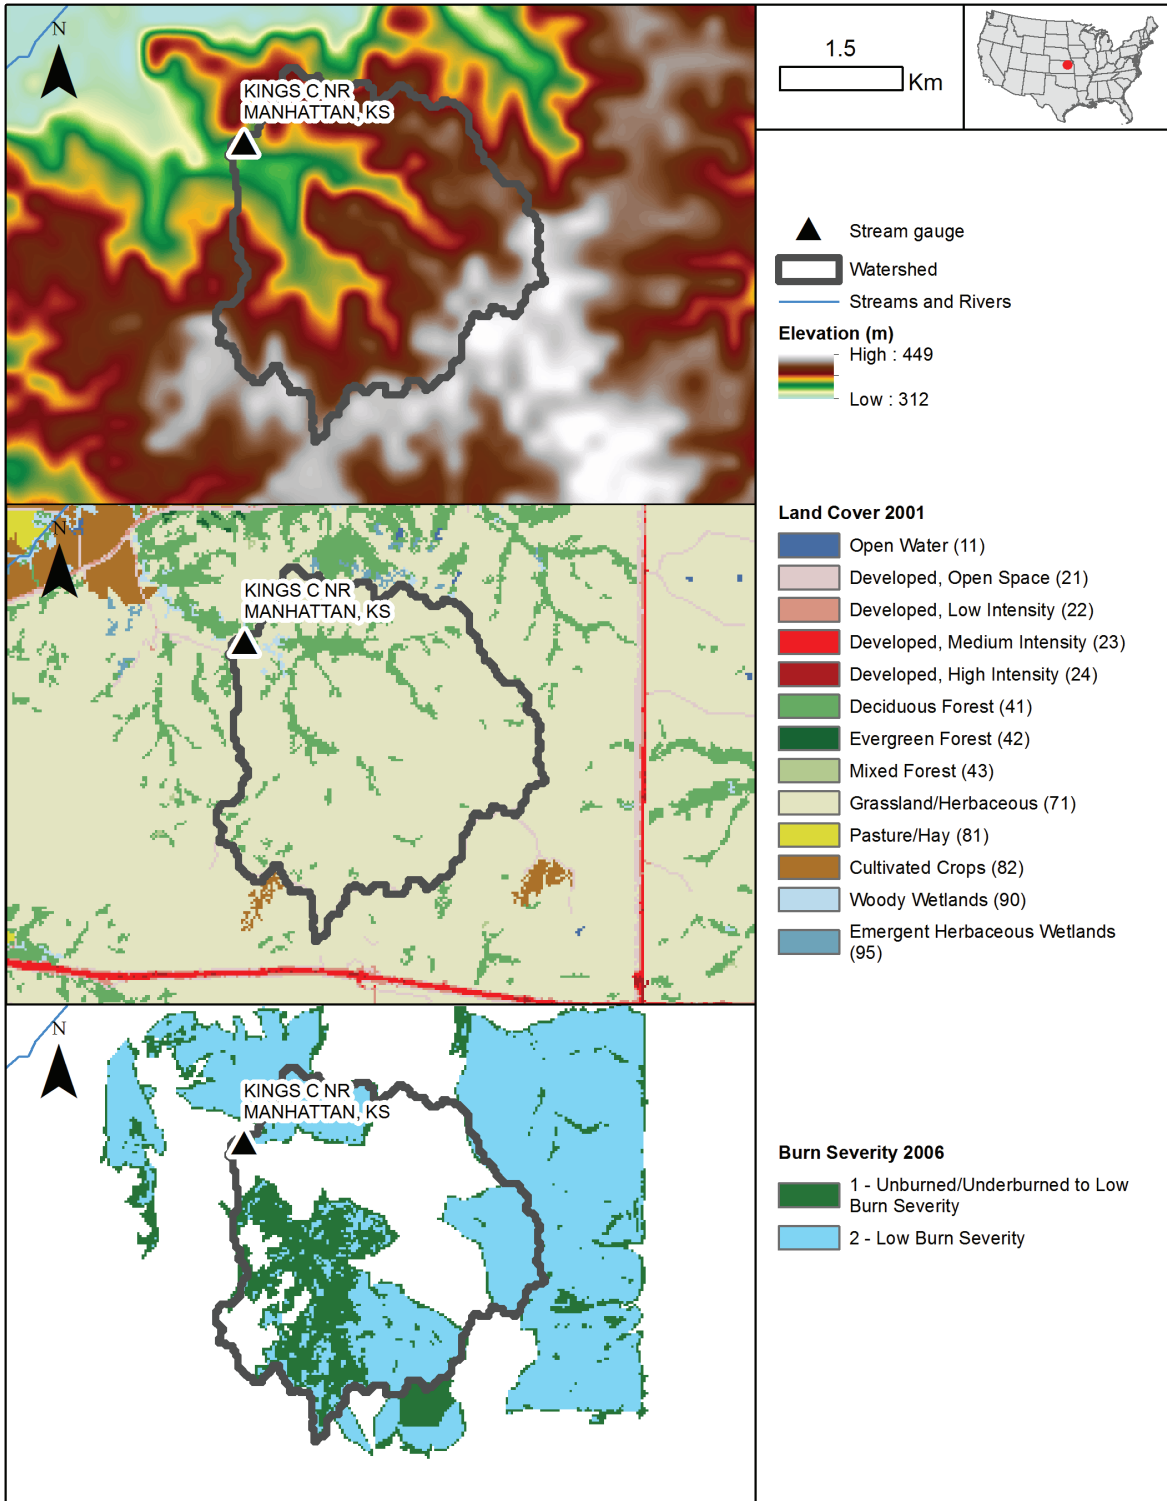 N
KINGS C NR
MANHATTAN, KS
1.5
Km
Stream gauge
Watershed
Streams and Rivers
Elevation (m)
High : 449
Low : 312
N
KINGS C NR
MANHATTAN, KS
Land Cover 2001
Open Water (11)
Developed, Open Space (21)
Developed, Low Intensity (22)
Developed, Medium Intensity (23)
Developed, High Intensity (24)
Deciduous Forest (41)
Evergreen Forest (42)
Mixed Forest (43)
Grassland/Herbaceous (71)
Pasture/Hay (81)
Cultivated Crops (82)
Woody Wetlands (90)
Emergent Herbaceous Wetlands
(95)
N
KINGS C NR
MANHATTAN, KS
Burn Severity 2006
1 - Unburned/Underburned to Low
Burn Severity
2 - Low Burn Severity